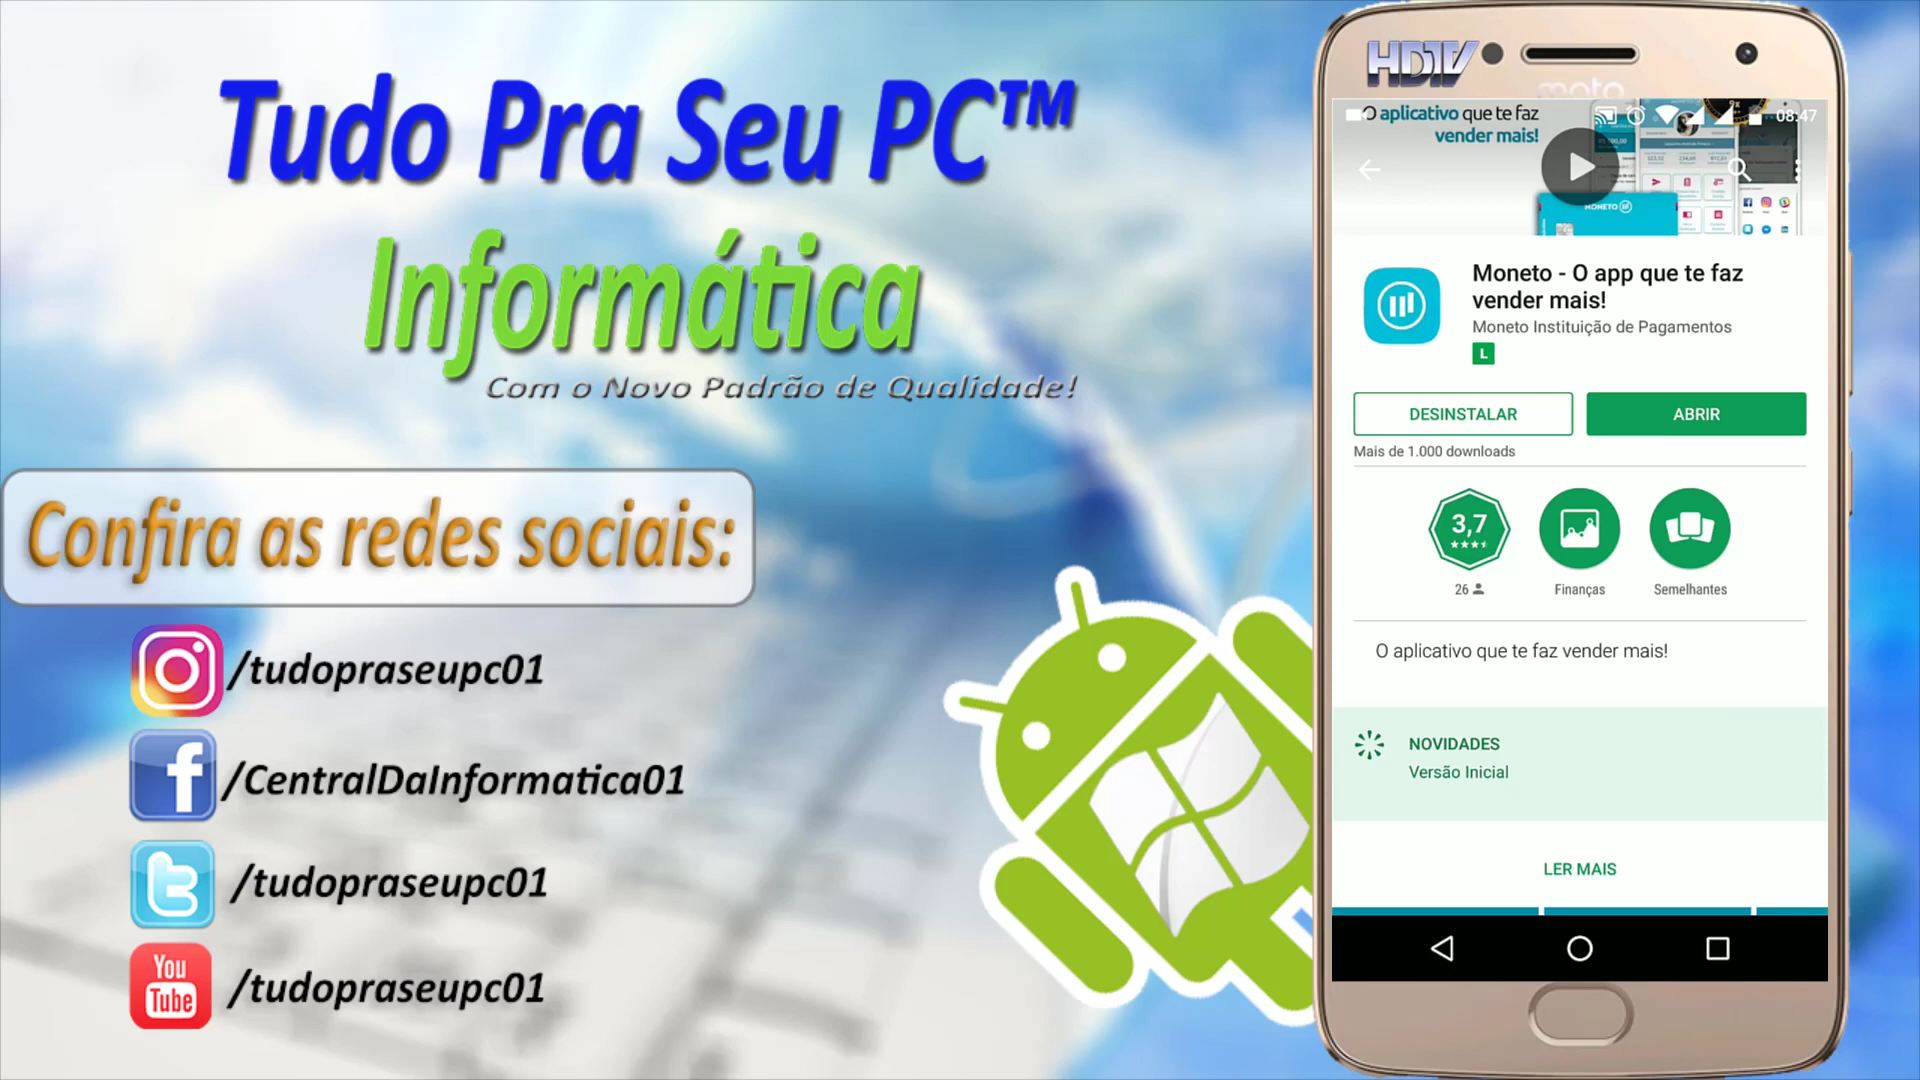 Tudo Pra Seu PC™
Informática
Com o Novo Padrão de Qualidade!
Confira as redes sociais:
/tudopraseupc01
f /CentralDaInformatica01
t /tudopraseupc01
You
Tube /tudopraseupc01
HDTV
moto
08:47
O aplicativo que te faz
vender mais!
MONETO
Moneto - O app que te faz
vender mais!
Moneto Instituição de Pagamentos
L
DESINSTALAR
ABRIR
Mais de 1.000 downloads
3,7
26
Finanças
Semelhantes
O aplicativo que te faz vender mais!
NOVIDADES
Versão Inicial
LER MAIS